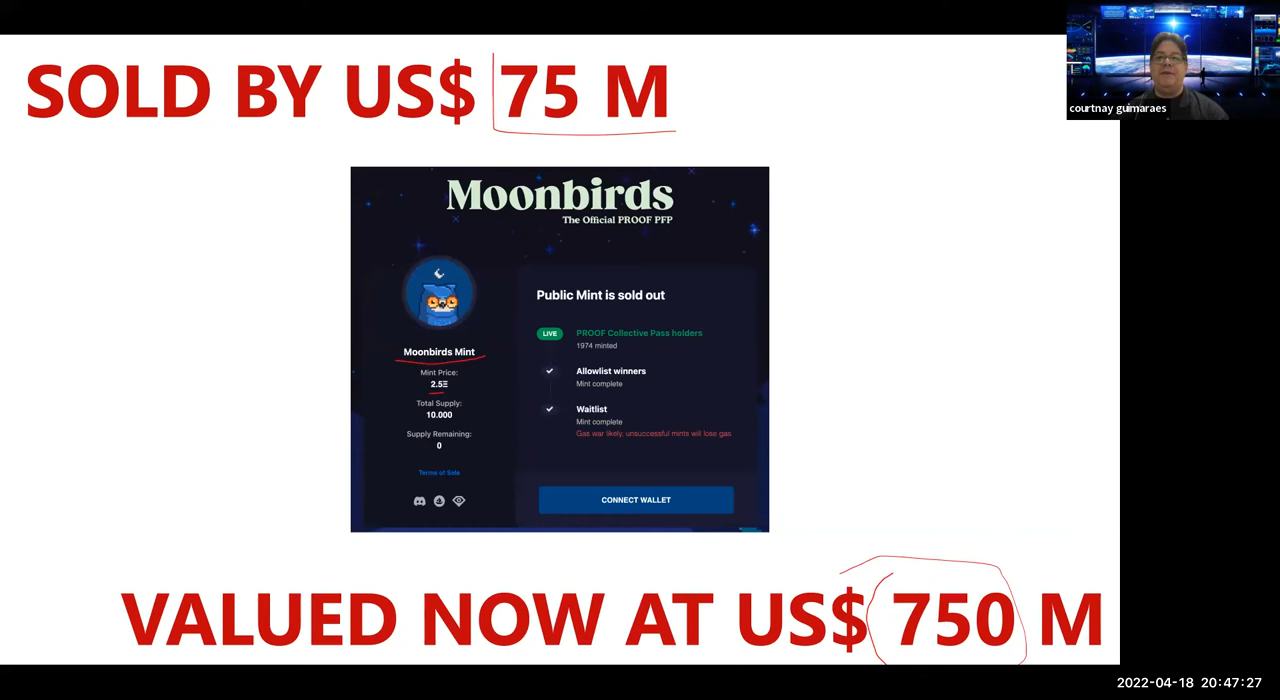 SOLD BY US$ 75 M
courtnay guimaraes
Moonbirds
The Official PROOF PFP
Public Mint is sold out
LIVE
PROOF Collective Pass holders
1974 minted
Moonbirds Mint
Mint Price:
2.5Ξ
Total Supply:
10.000
Supply Remaining:
0
Terms of Sale
Allowlist winners
Mint complete
Waitlist
Mint complete
Gas war likely, unsuccessful mints will lose gas
CONNECT WALLET
VALUED NOW AT US$ 750 M
2022-04-18 20:47:27